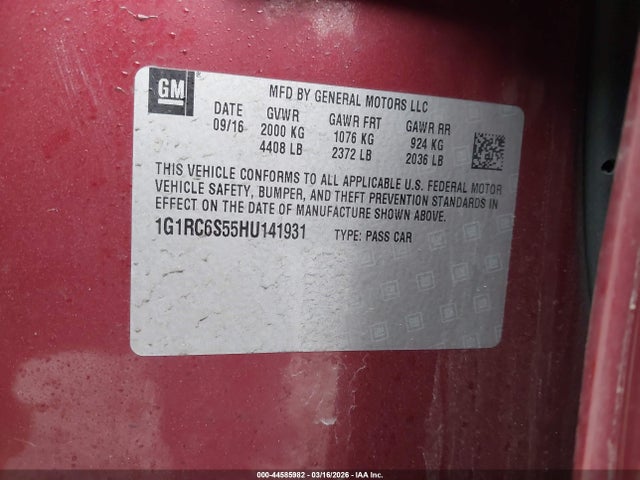 GM
MFD BY GENERAL MOTORS LLC
DATE GVWR GAWR FRT GAWR RR
09/16 2000 KG 1076 KG 924 KG
4408 LB 2372 LB 2036 LB
THIS VEHICLE CONFORMS TO ALL APPLICABLE U.S. FEDERAL MOTOR
VEHICLE SAFETY, BUMPER, AND THEFT PREVENTION STANDARDS IN
EFFECT ON THE DATE OF MANUFACTURE SHOWN ABOVE.
1G1RC6S55HU141931 TYPE: PASS CAR
000-44585982 - 03/16/2026 - IAA Inc.